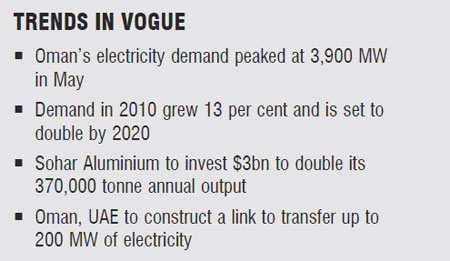 TRENDS IN VOGUE
▪ Oman’s electricity demand peaked at 3,900 MW
in May
▪ Demand in 2010 grew 13 per cent and is set to
double by 2020
▪ Sohar Aluminium to invest $3bn to double its
370,000 tonne annual output
▪ Oman, UAE to construct a link to transfer up to
200 MW of electricity